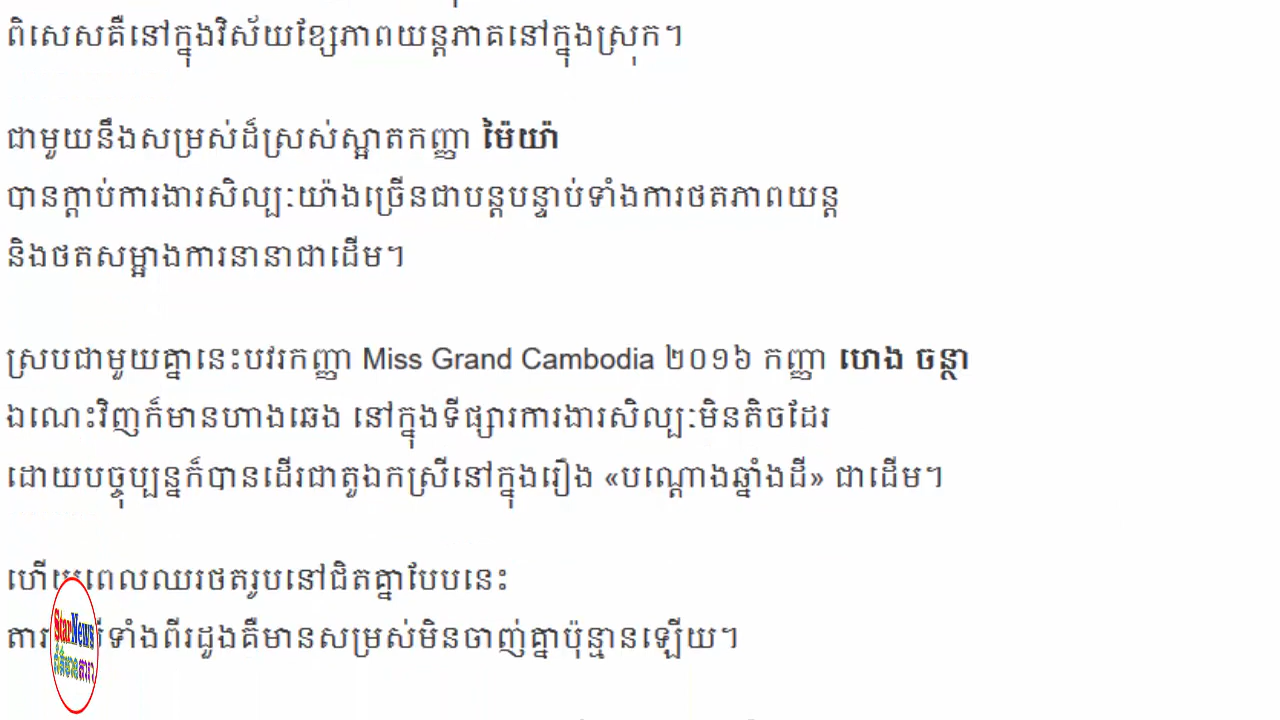 ពិសេសគឺនៅក្នុងវិស័យខ្សែភាពយន្តភាគនៅក្នុងស្រុក។
ជាមួយនឹងសម្រស់ដ៏ស្រស់ស្អាតកញ្ញា ម៉ៃយ៉ា
បានក្ដាប់ការងារសិល្បៈយ៉ាងច្រើនជាបន្តបន្ទាប់ទាំងការថតភាពយន្ត
និងថតសម្អាងការនានាជាដើម។
ស្របជាមួយគ្នានេះបវរកញ្ញា Miss Grand Cambodia ២០១៦ កញ្ញា ហេង ចន្ថា
ឯណេះវិញក៏មានហាងឆេង នៅក្នុងទីផ្សារការងារសិល្បៈមិនតិចដែរ
ដោយបច្ចុប្បន្នក៏បានដើរជាតួឯកស្រីនៅក្នុងរឿង «បណ្ដោងឆ្នាំងដី» ជាដើម។
ហើយពេលឈរថតរូបនៅជិតគ្នាបែបនេះ
ទាំងពីរដួងគឺមានសម្រស់មិនចាញ់គ្នាប៉ុន្មានឡើយ។
StarNews
ព័ត៌មានតារា